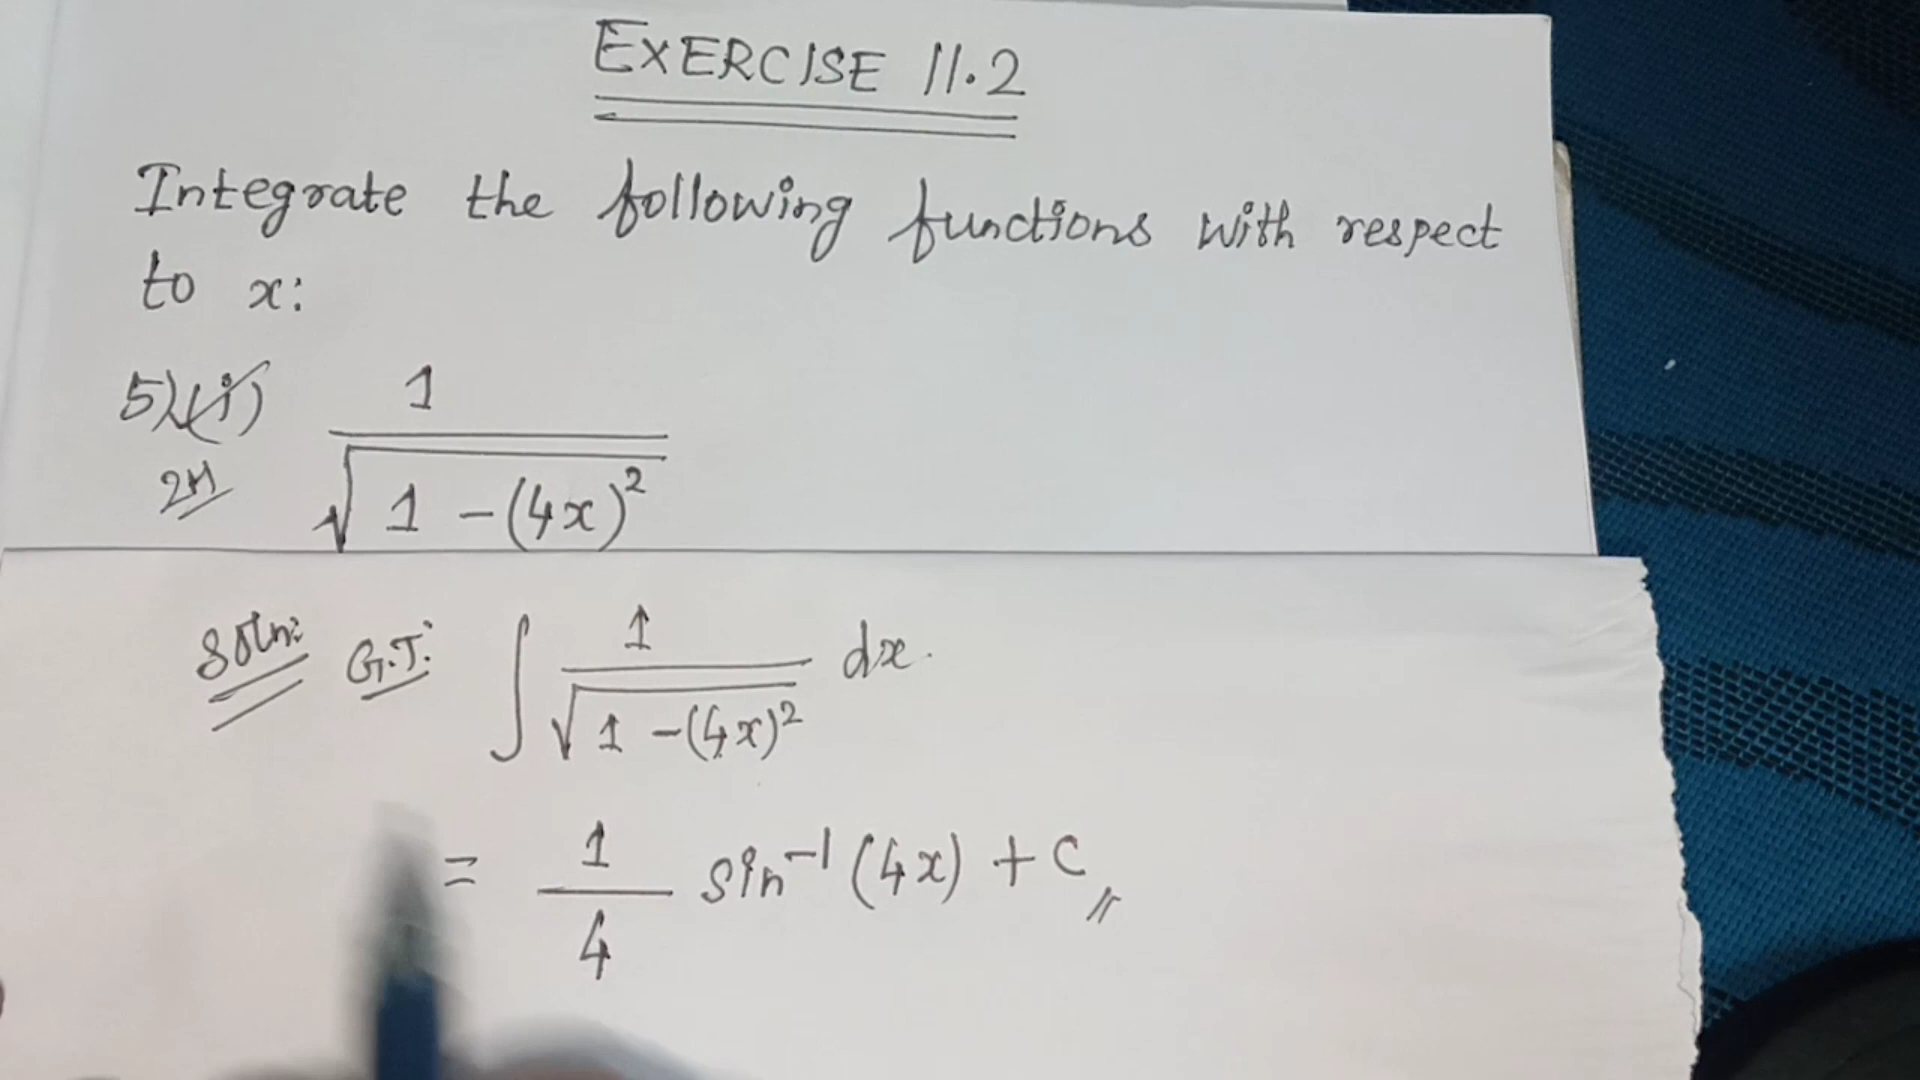 EXERCISE 11.2
Integrate the following functions with respect
to x:
5) (i) 1
2M √1 - (4x)²
Soln: G.T: ∫ 1 dx.
√1 - (4x)²
= 1 sin⁻¹(4x) + C
4